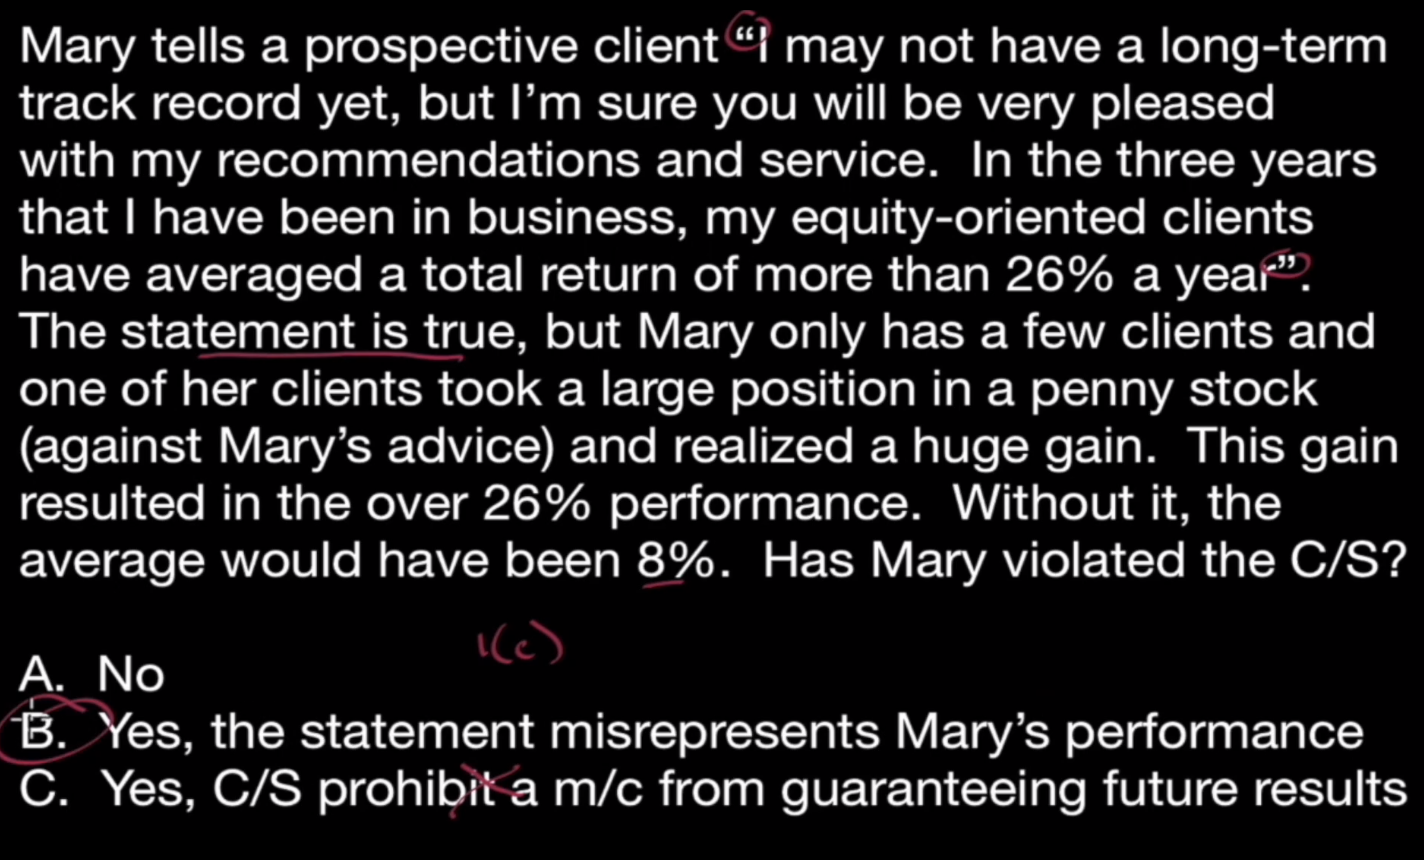 Mary tells a prospective client “I may not have a long-term
track record yet, but I’m sure you will be very pleased
with my recommendations and service.  In the three years
that I have been in business, my equity-oriented clients
have averaged a total return of more than 26% a year.”.
The statement is true, but Mary only has a few clients and
one of her clients took a large position in a penny stock
(against Mary’s advice) and realized a huge gain.  This gain
resulted in the over 26% performance.  Without it, the
average would have been 8%.  Has Mary violated the C/S?
1(c)
A.  No
B.  Yes, the statement misrepresents Mary’s performance
C.  Yes, C/S prohibit a m/c from guaranteeing future results